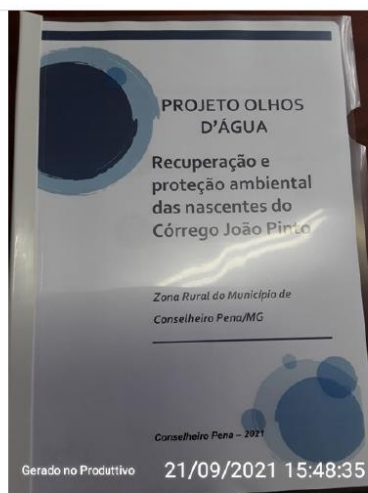 PROJETO OLHOS
D'ÁGUA
Recuperação e
proteção ambiental
das nascentes do
Córrego João Pinto
Zona Rural do Município de
Conselheiro Pena/MG
Conselheiro Pena – 2021
Gerado no Produttivo 21/09/2021 15:48:35